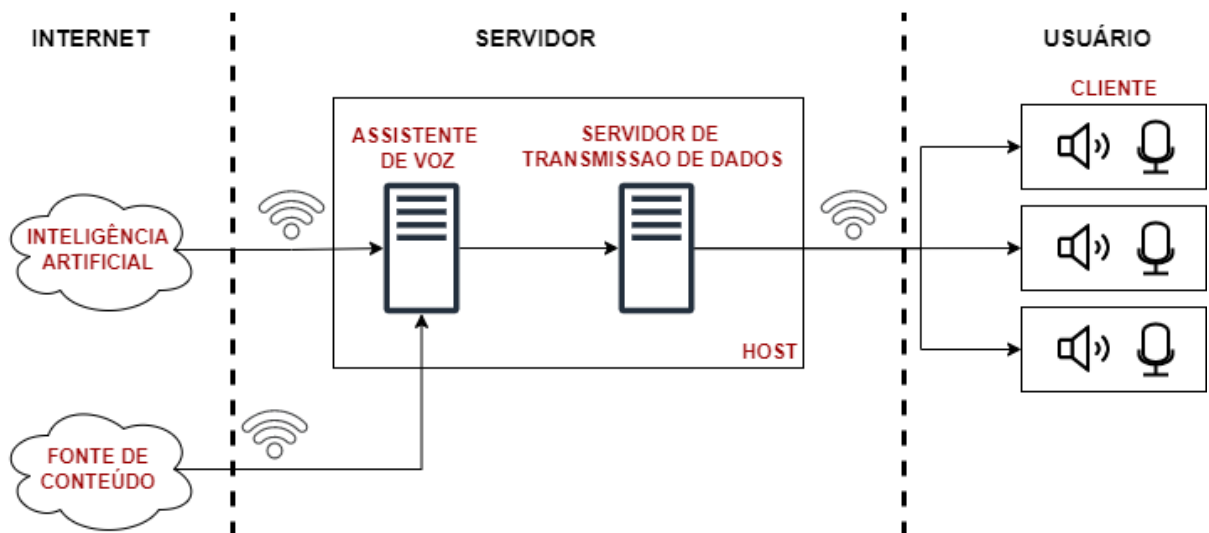 INTERNET
SERVIDOR
USUÁRIO
CLIENTE
ASSISTENTE
DE VOZ
SERVIDOR DE
TRANSMISSAO DE DADOS
INTELIGÊNCIA
ARTIFICIAL
HOST
FONTE DE
CONTEÚDO